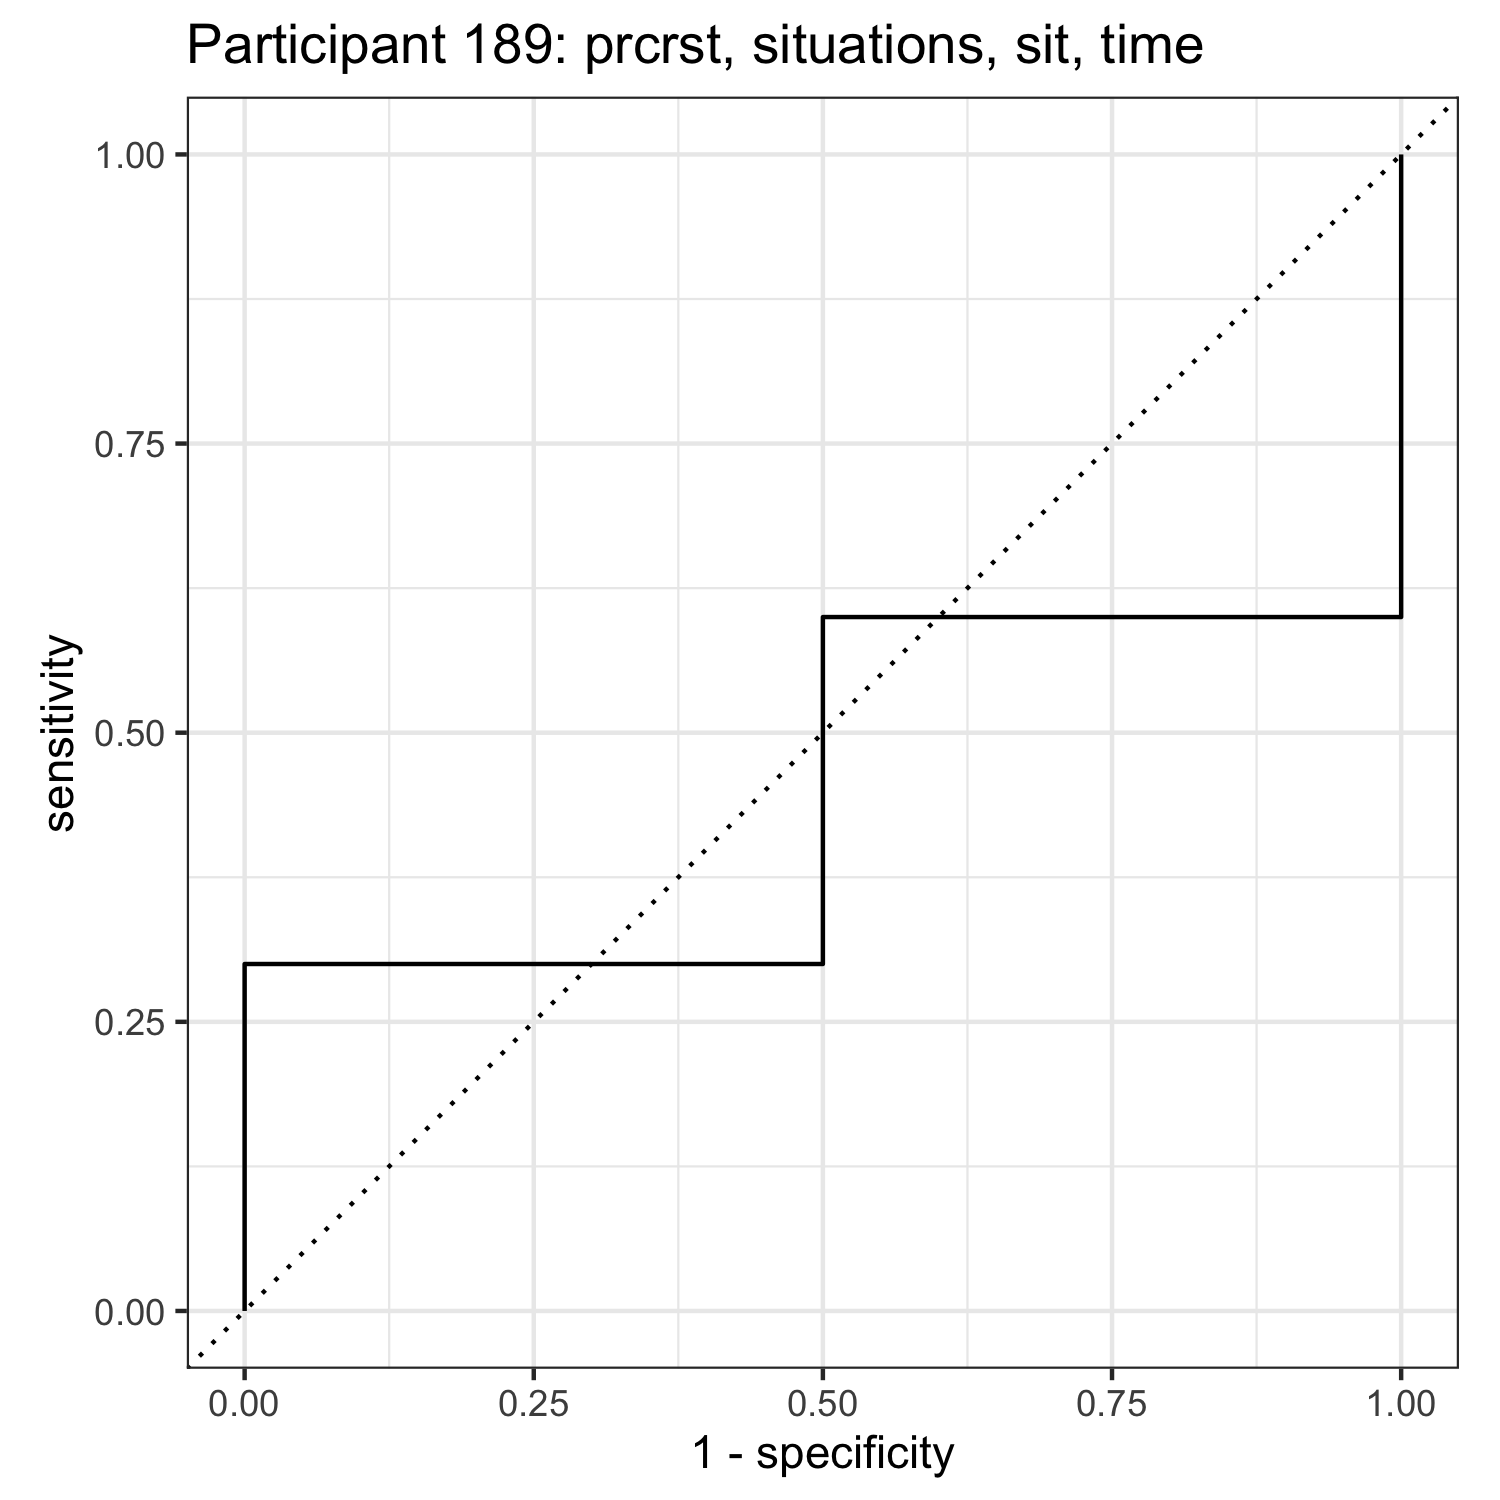 Participant 189: prcrst, situations, sit, time
1.00
0.75
0.50
0.25
0.00
sensitivity
0.00 0.25 0.50 0.75 1.00
1 - specificity